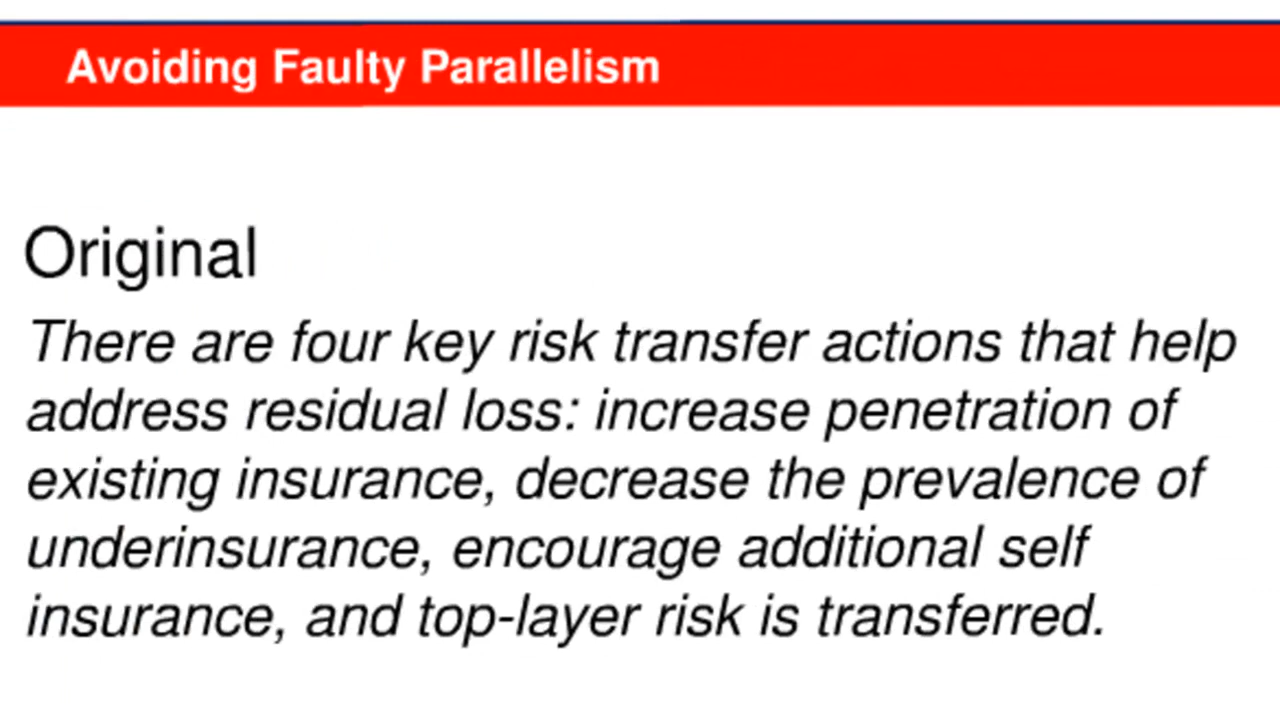 Avoiding Faulty Parallelism
Original
There are four key risk transfer actions that help
address residual loss: increase penetration of
existing insurance, decrease the prevalence of
underinsurance, encourage additional self
insurance, and top-layer risk is transferred.